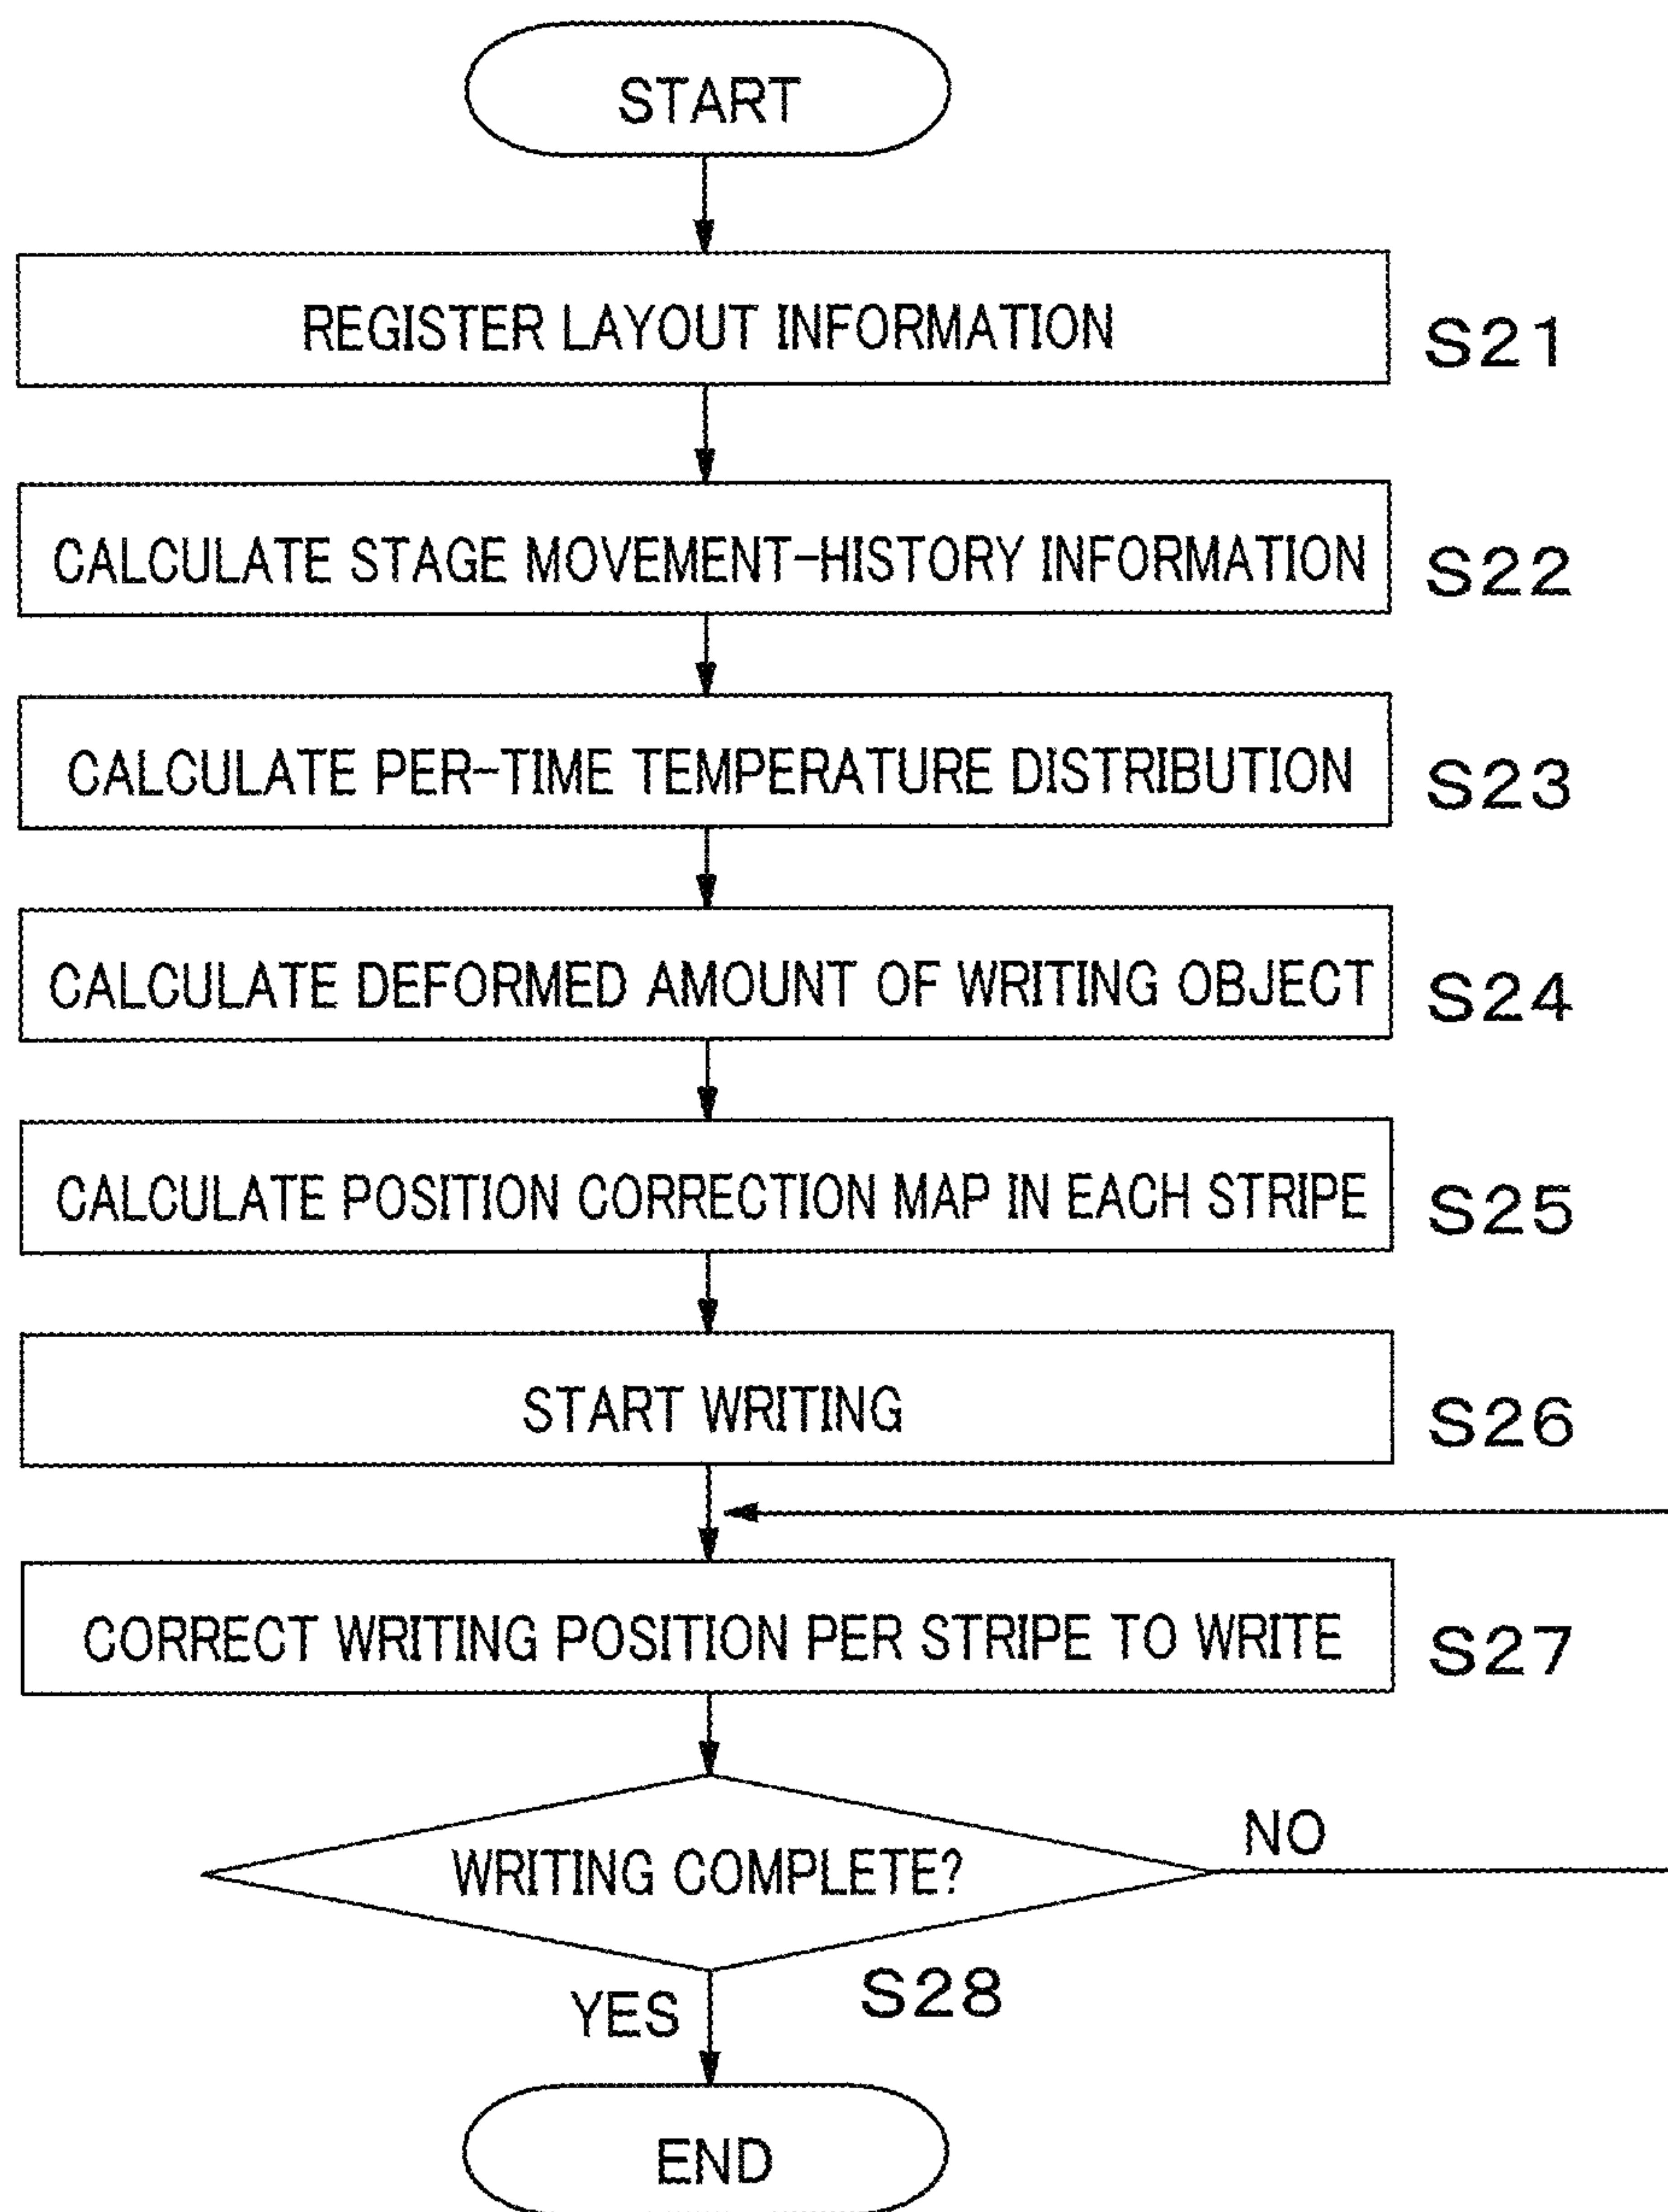 START
REGISTER LAYOUT INFORMATION
S21
CALCULATE STAGE MOVEMENT-HISTORY INFORMATION
S22
CALCULATE PER-TIME TEMPERATURE DISTRIBUTION
S23
CALCULATE DEFORMED AMOUNT OF WRITING OBJECT
S24
CALCULATE POSITION CORRECTION MAP IN EACH STRIPE
S25
START WRITING
S26
CORRECT WRITING POSITION PER STRIPE TO WRITE
S27
WRITING COMPLETE?
NO
S28
YES
END